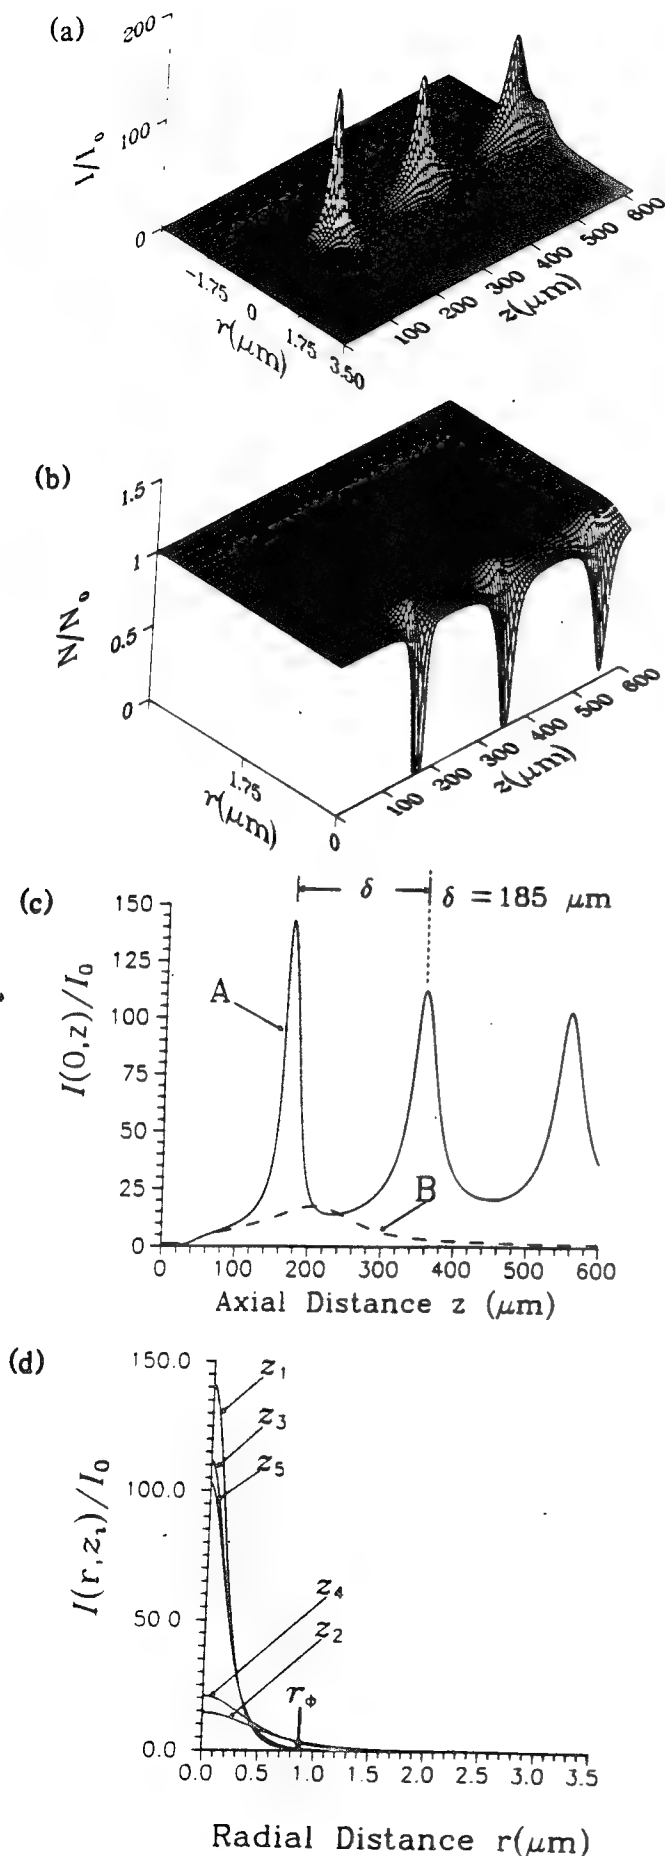 (a)
200
100
0
I/I₀
-1.75
0
1.75
3.50
r(μm)
100
200
300
400
500
600
z(μm)
(b)
1.5
1
0.5
0
N/N₀
1.75
0
r(μm)
100
200
300
400
500
600
z(μm)
(c)
δ
δ = 185 μm
150
125
100
75
50
25
0
I(0,z)/I₀
A
B
0 100 200 300 400 500 600
Axial Distance z (μm)
(d)
150.0
100.0
50.0
0.0
I(r,zᵢ)/I₀
z₁
z₃
z₅
z₄
z₂
r_Φ
0.0 0.5 1.0 1.5 2.0 2.5 3.0 3.5
Radial Distance r(μm)